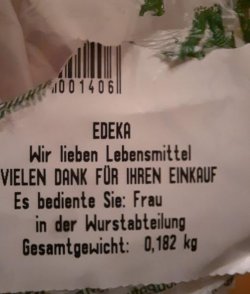 001406
EDEKA
Wir lieben Lebensmittel
VIELEN DANK FÜR IHREN EINKAUF
Es bediente Sie: Frau
in der Wurstabteilung
Gesamtgewicht: 0,182 kg